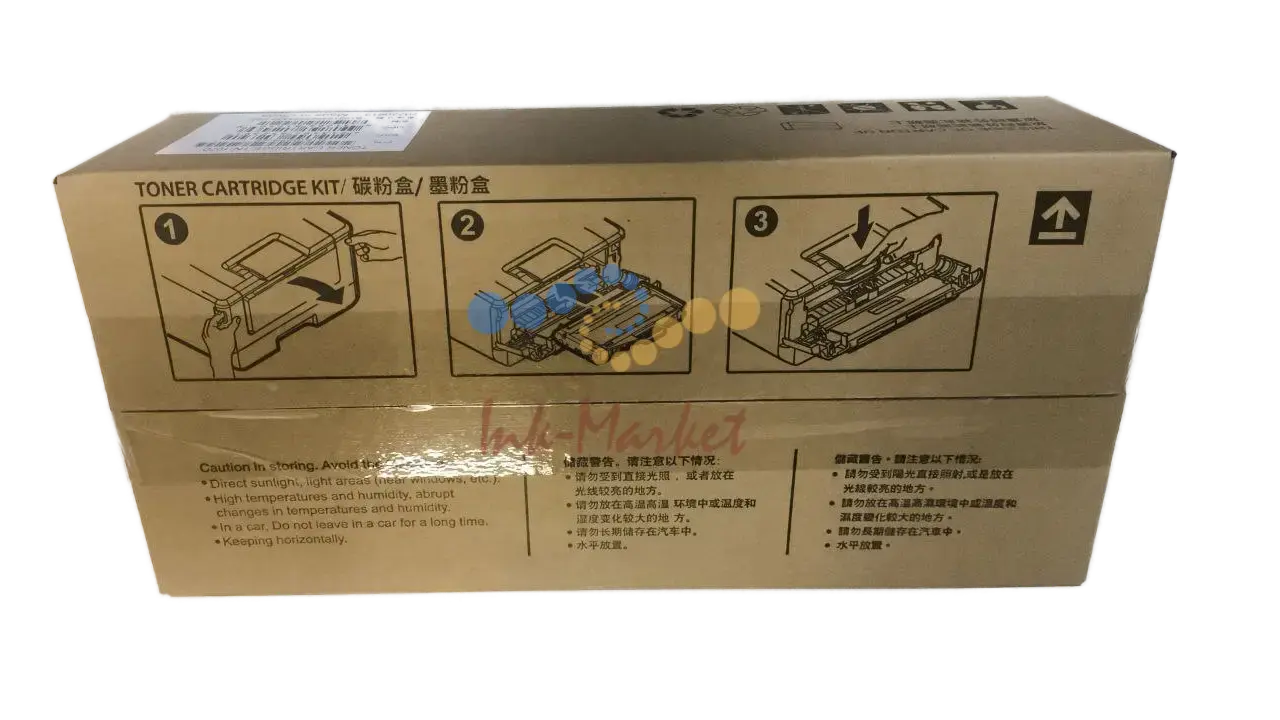 TONER CARTRIDGE KIT/ 碳粉盒/ 墨粉盒
1
2
3
Ink-Market
Caution in storing. Avoid the
• Direct sunlight, light areas (near windows, etc.).
• High temperatures and humidity, abrupt
changes in temperatures and humidity.
• In a car. Do not leave in a car for a long time.
• Keeping horizontally.
儲藏警告。请注意以下情况:
• 请勿受到直接光照，或者放在
光线较亮的地方。
• 请勿放在高温高温 环境中或温度和
湿度变化较大的地 方。
• 请勿长期储存在汽车中。
• 水平放置。
儲藏警告。請注意以下情況:
• 請勿受到陽光直接照射,或是放在
光線較亮的地方。
• 請勿放在高溫高濕環境中或溫度和
濕度變化較大的地方。
• 請勿長期儲存在汽車中。
• 水平放置。